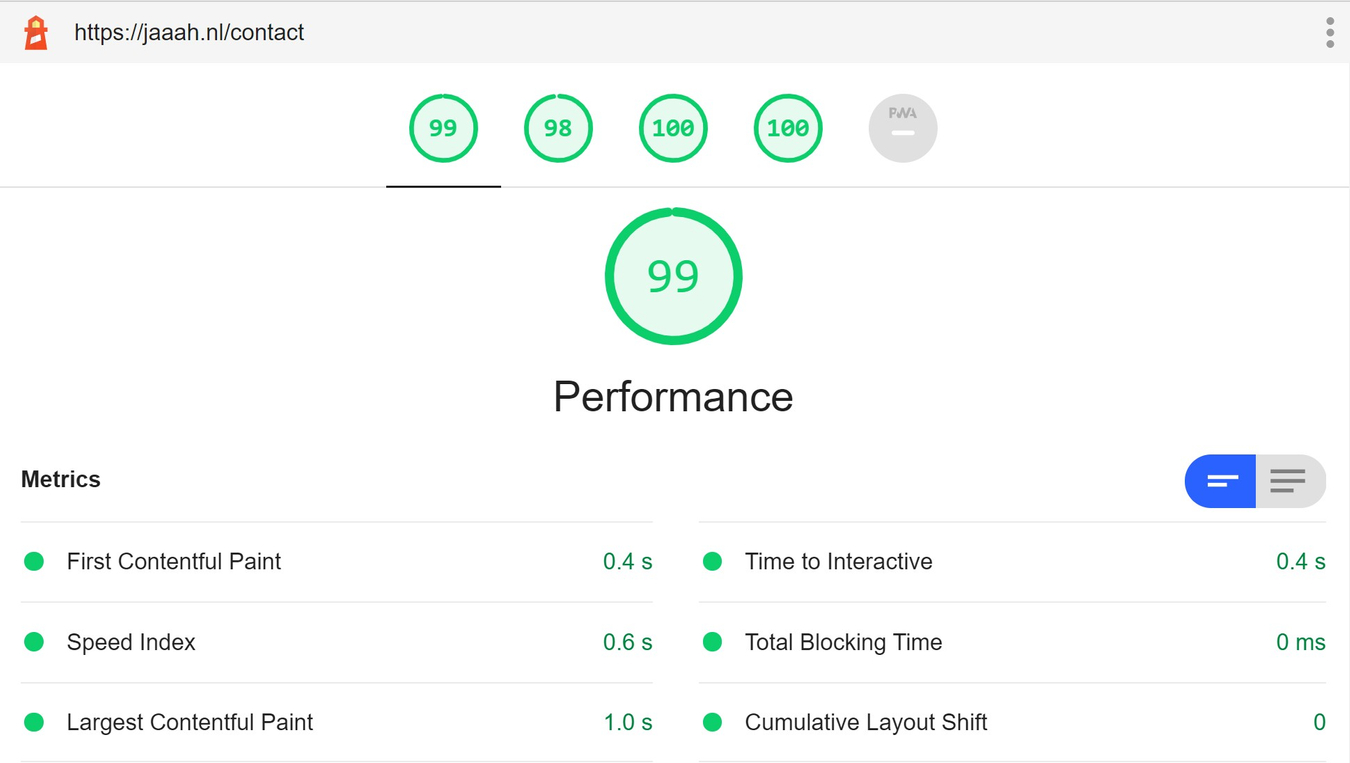 https://jaaah.nl/contact
99 98 100 100 PWA
99
Performance
Metrics
First Contentful Paint 0.4 s Time to Interactive 0.4 s
Speed Index 0.6 s Total Blocking Time 0 ms
Largest Contentful Paint 1.0 s Cumulative Layout Shift 0